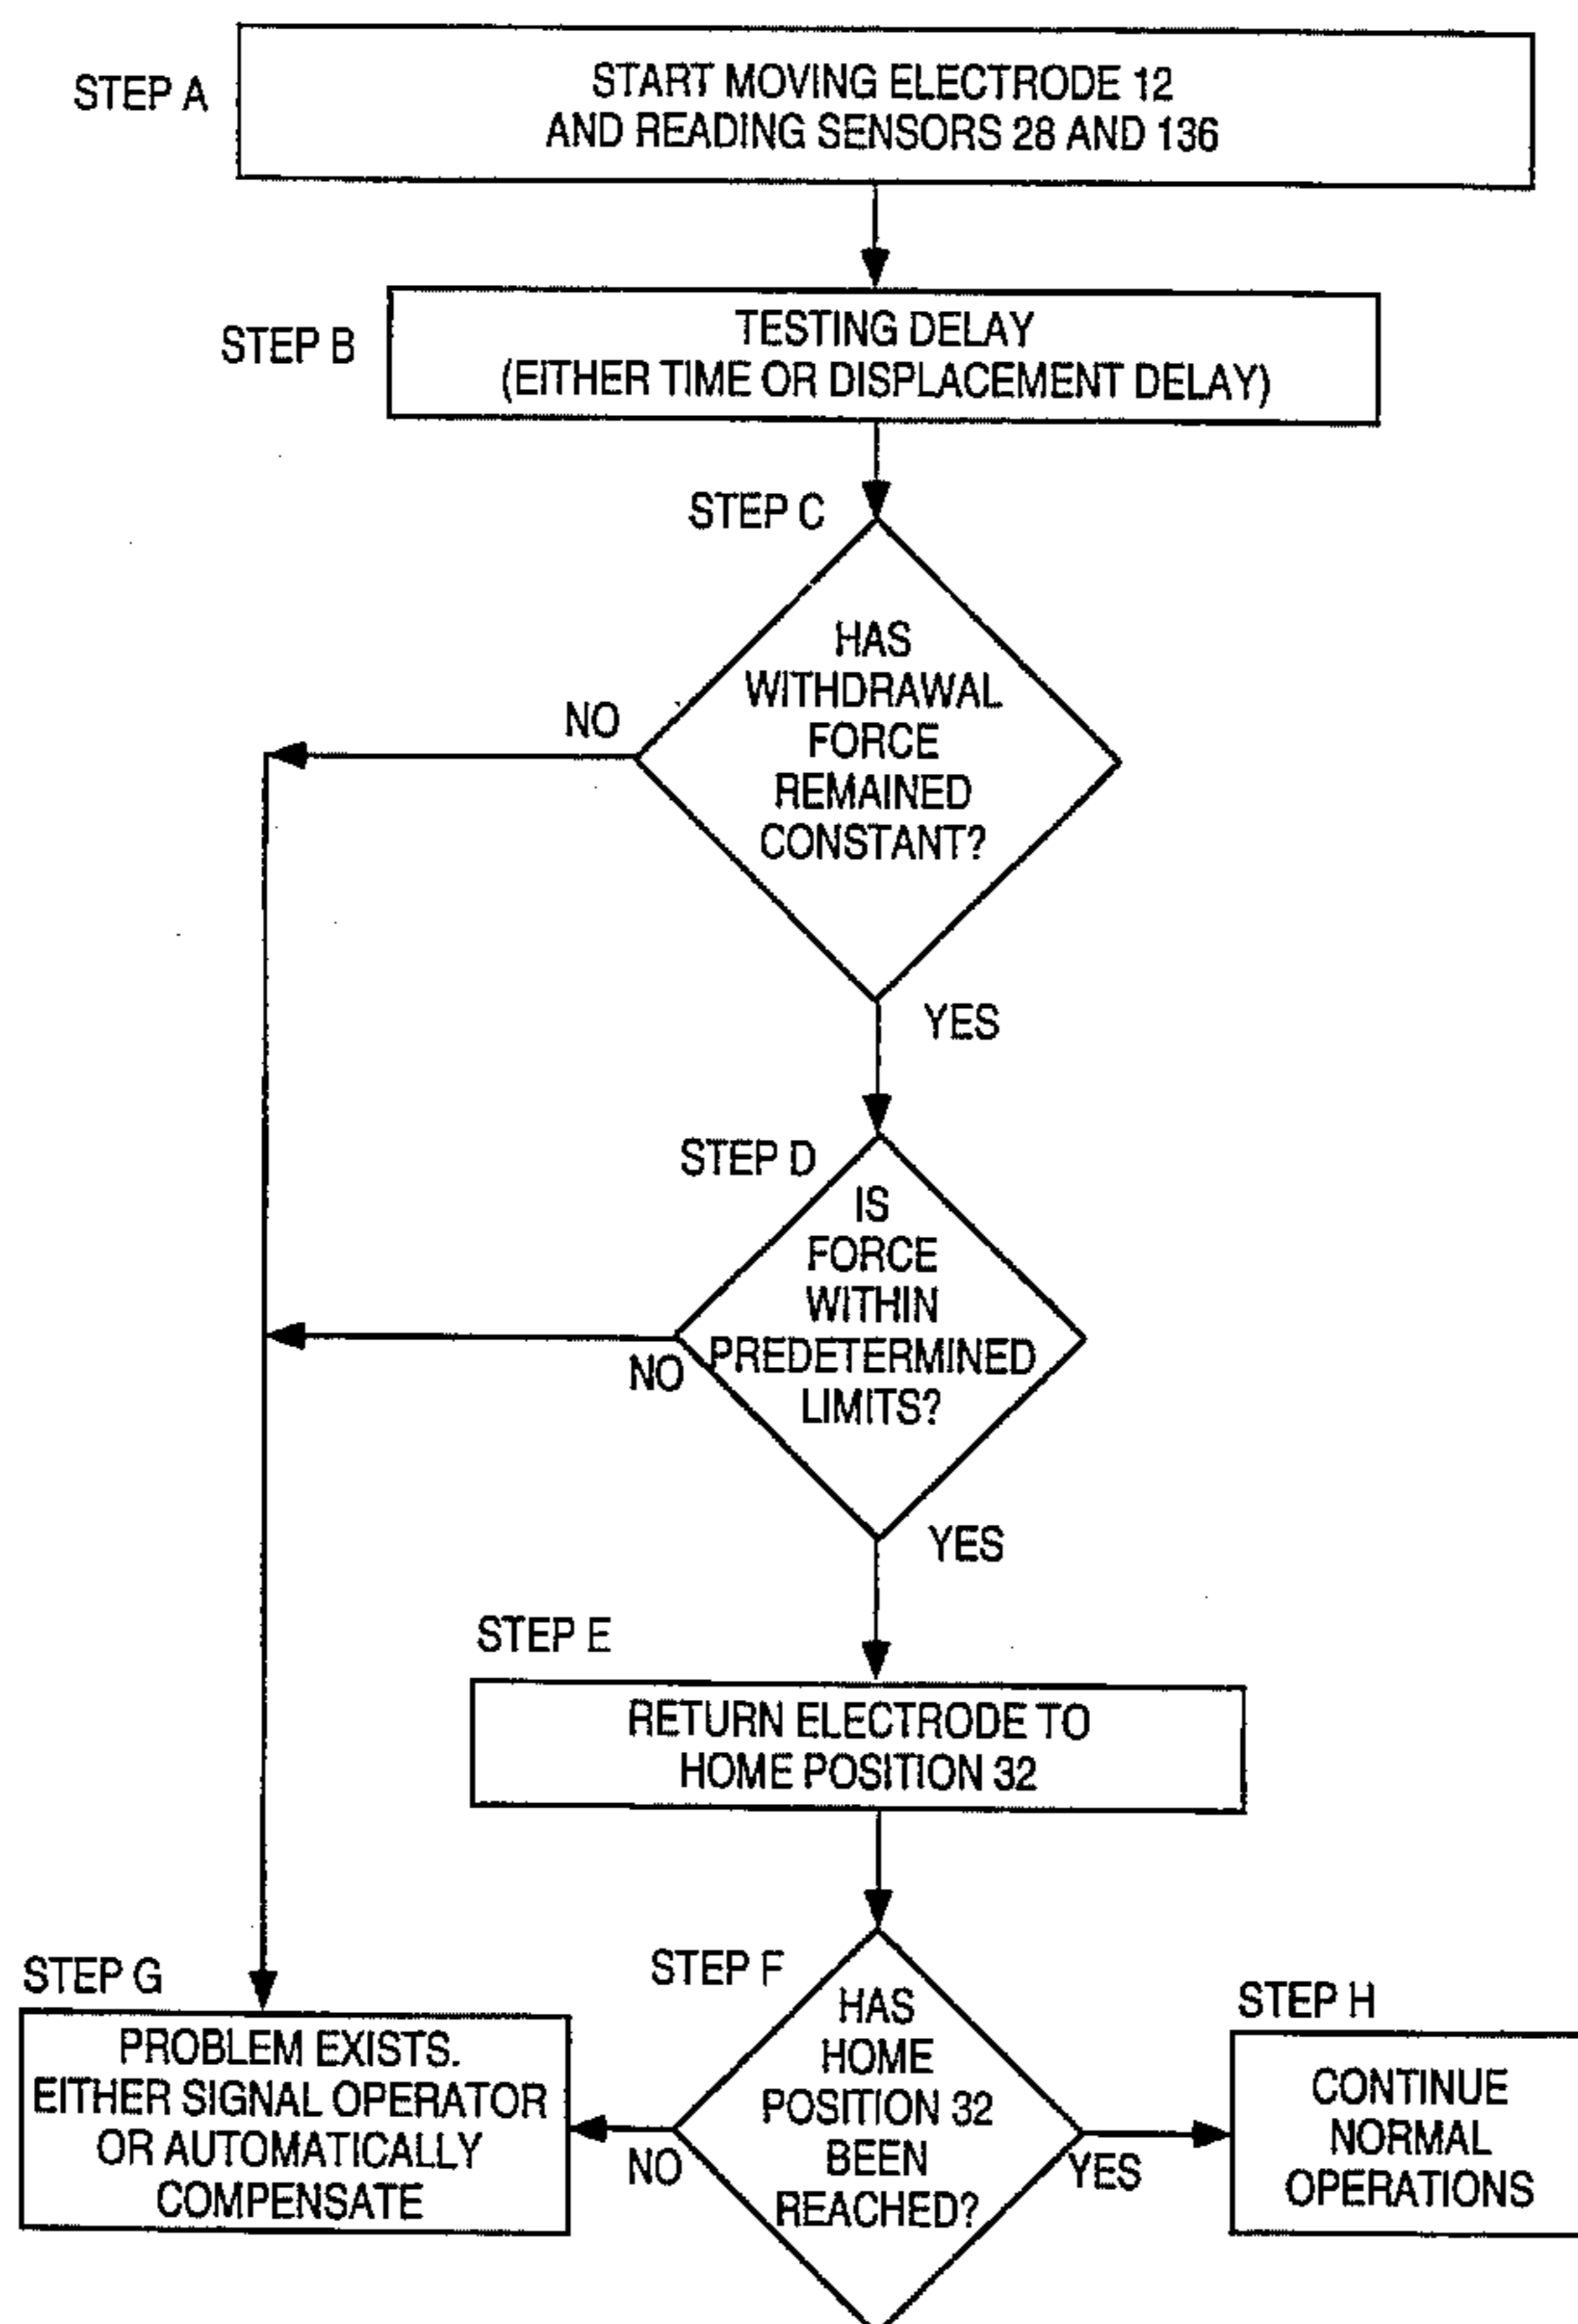 STEP A
START MOVING ELECTRODE 12
AND READING SENSORS 28 AND 136
STEP B
TESTING DELAY
(EITHER TIME OR DISPLACEMENT DELAY)
STEP C
HAS
WITHDRAWAL
FORCE
REMAINED
CONSTANT?
NO
YES
STEP D
IS
FORCE
WITHIN
PREDETERMINED
LIMITS?
NO
YES
STEP E
RETURN ELECTRODE TO
HOME POSITION 32
STEP F
HAS
HOME
POSITION 32
BEEN
REACHED?
NO
YES
STEP G
PROBLEM EXISTS.
EITHER SIGNAL OPERATOR
OR AUTOMATICALLY
COMPENSATE
STEP H
CONTINUE
NORMAL
OPERATIONS